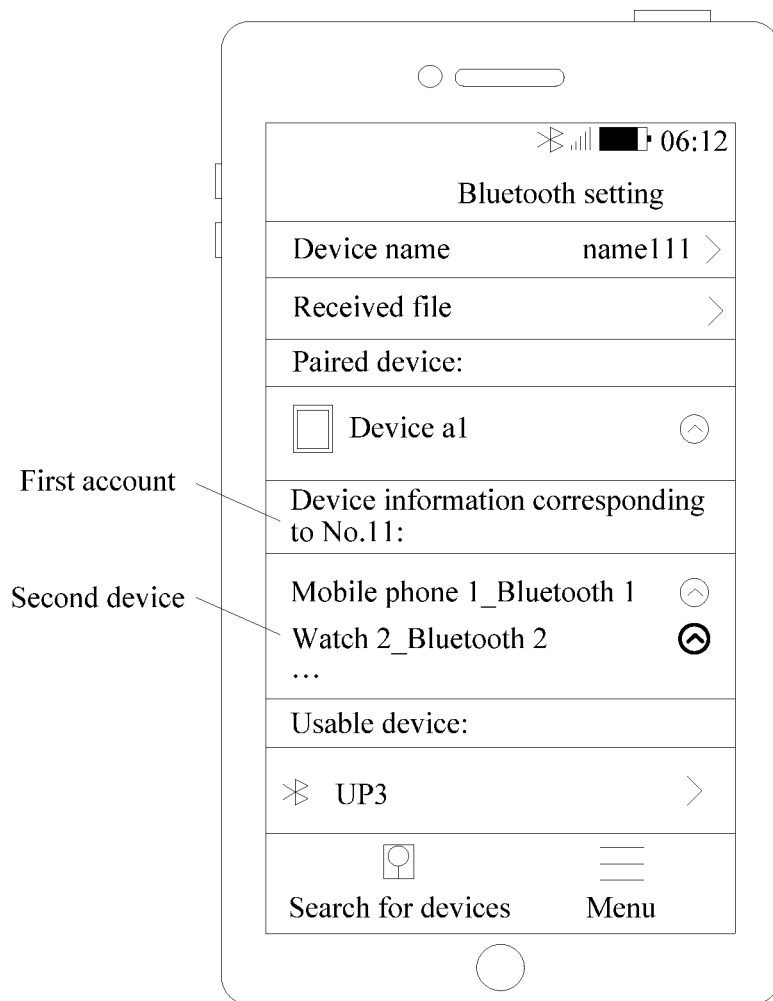 06:12
Bluetooth setting
Device name name111
Received file
Paired device:
Device a1
First account
Device information corresponding
to No.11:
Mobile phone 1_Bluetooth 1
Second device
Watch 2_Bluetooth 2
…
Usable device:
UP3
Search for devices Menu